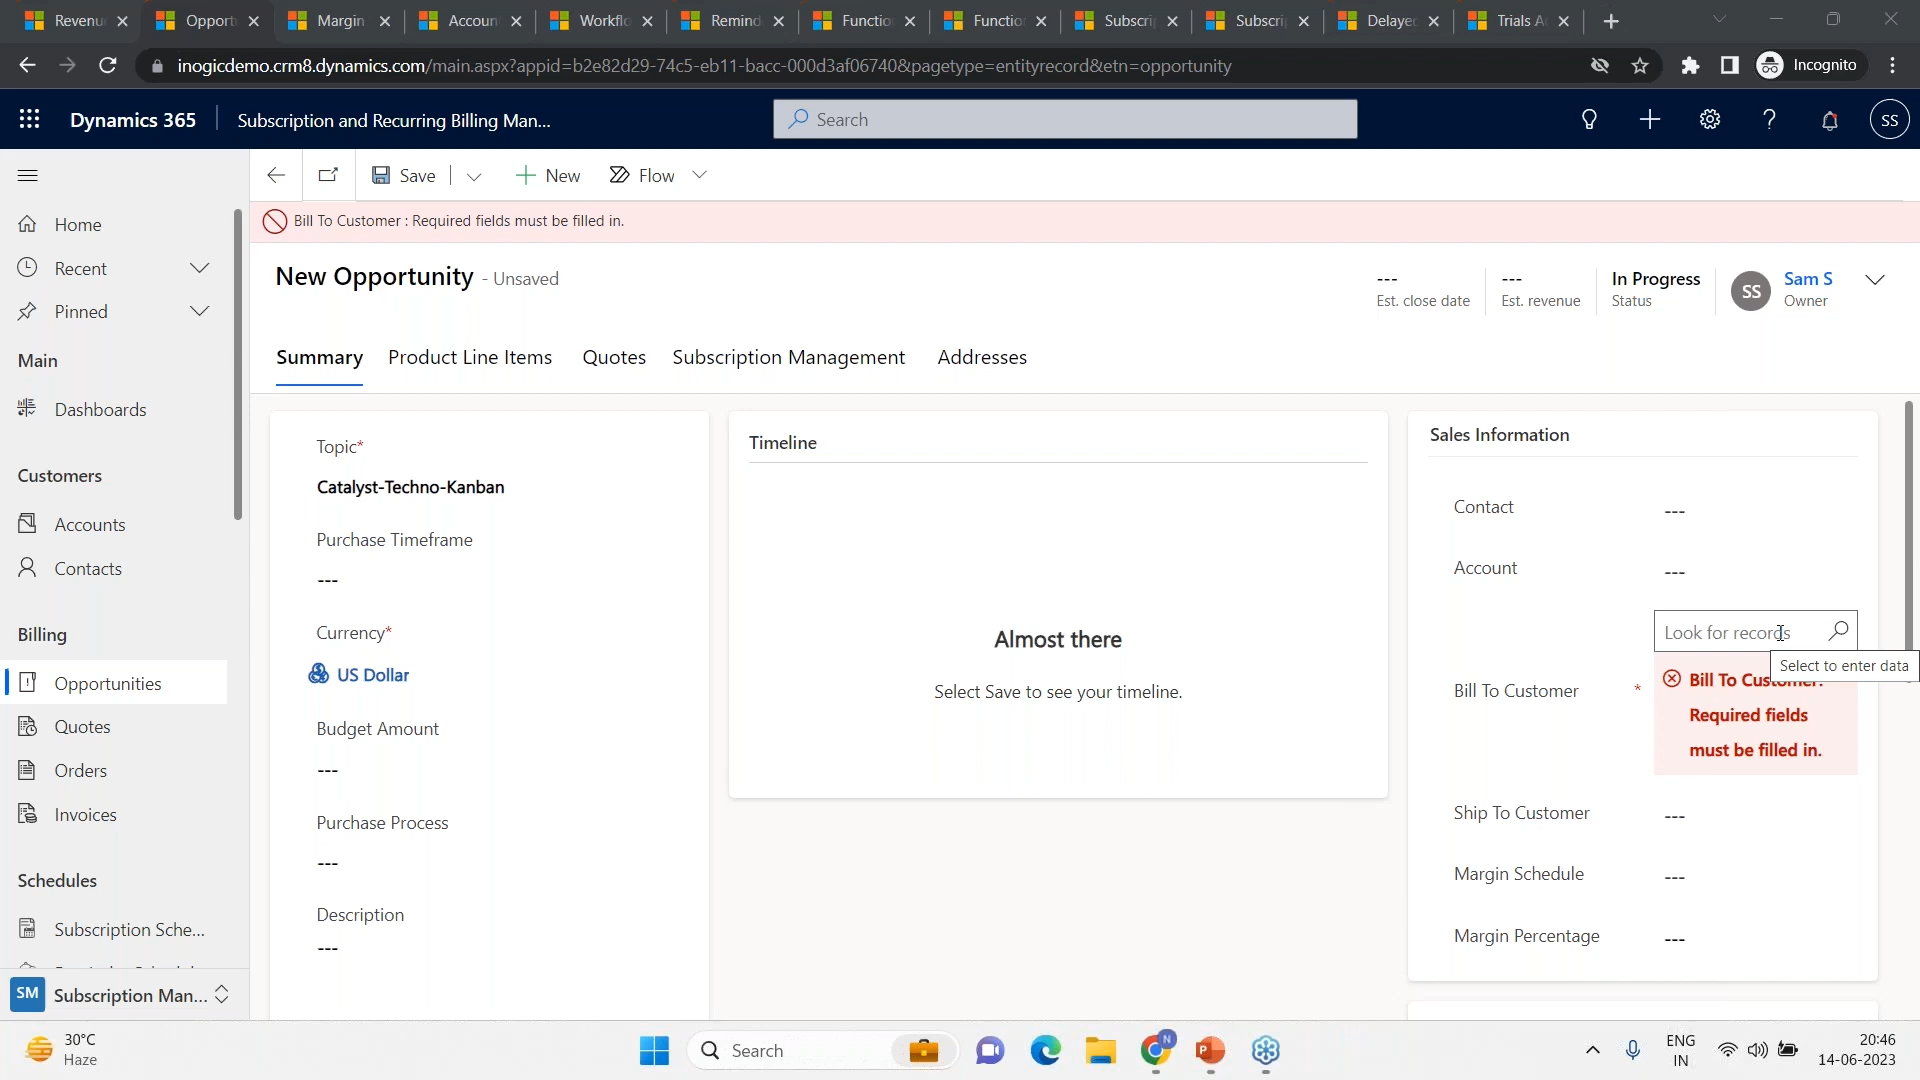 Revenu
Opport
Margin
Accoun
Workflo
Remind
Functio
Functio
Subscri
Subscri
Delayed
Trials A
inogicdemo.crm8.dynamics.com/main.aspx?appid=b2e82d29-74c5-eb11-bacc-000d3af06740&pagetype=entityrecord&etn=opportunity
Incognito
Dynamics 365
Subscription and Recurring Billing Man...
Search
SS
Save
New
Flow
Bill To Customer : Required fields must be filled in.
Home
Recent
Pinned
Main
Dashboards
Customers
Accounts
Contacts
Billing
Opportunities
Quotes
Orders
Invoices
Schedules
Subscription Sche...
SM Subscription Man...
New Opportunity - Unsaved
---
Est. close date
---
Est. revenue
In Progress
Status
SS
Sam S
Owner
Summary
Product Line Items
Quotes
Subscription Management
Addresses
Topic*
Catalyst-Techno-Kanban
Purchase Timeframe
---
Currency*
US Dollar
Budget Amount
---
Purchase Process
---
Description
---
Timeline
Almost there
Select Save to see your timeline.
Sales Information
Contact ---
Account ---
Look for records
Select to enter data
Bill To Customer *
Bill To Customer:
Required fields
must be filled in.
Ship To Customer ---
Margin Schedule ---
Margin Percentage ---
30°C
Haze
Search
N
ENG
IN
20:46
14-06-2023